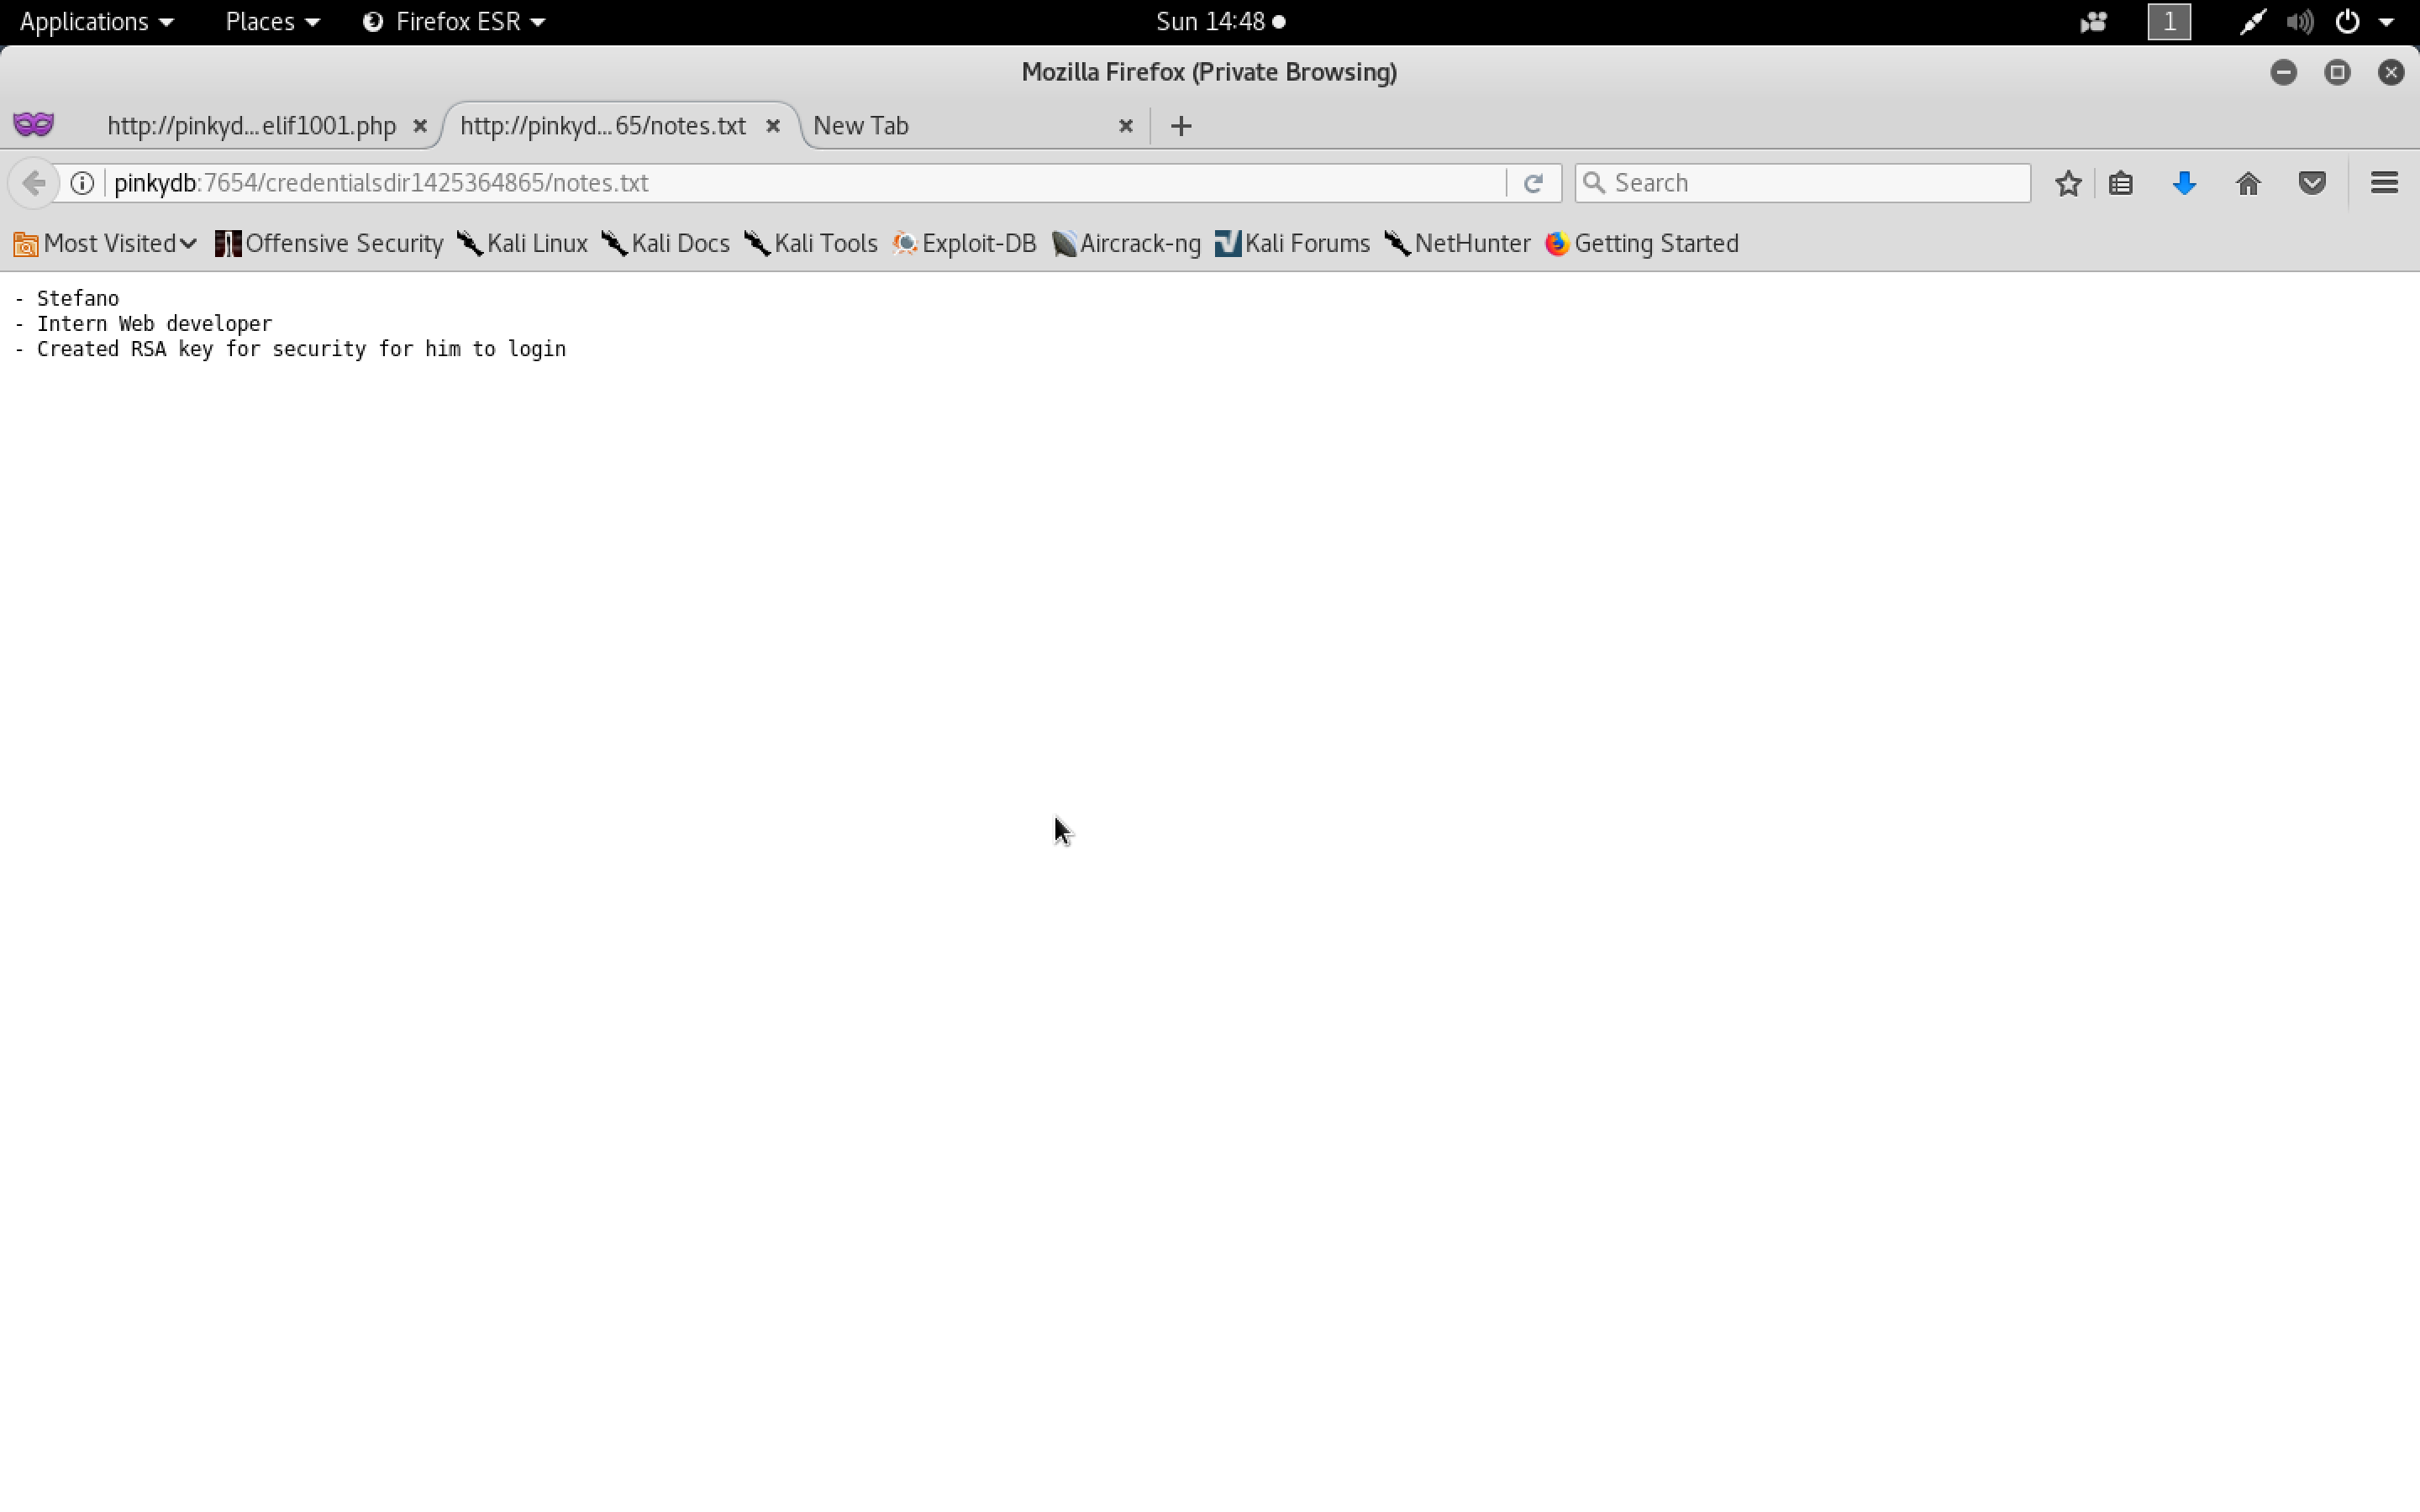 Applications Places Firefox ESR Sun 14:48 1
Mozilla Firefox (Private Browsing)
http://pinkyd...elif1001.php http://pinkyd...65/notes.txt New Tab
pinkydb:7654/credentialsdir1425364865/notes.txt Search
Most Visited Offensive Security Kali Linux Kali Docs Kali Tools Exploit-DB Aircrack-ng Kali Forums NetHunter Getting Started
- Stefano
- Intern Web developer
- Created RSA key for security for him to login